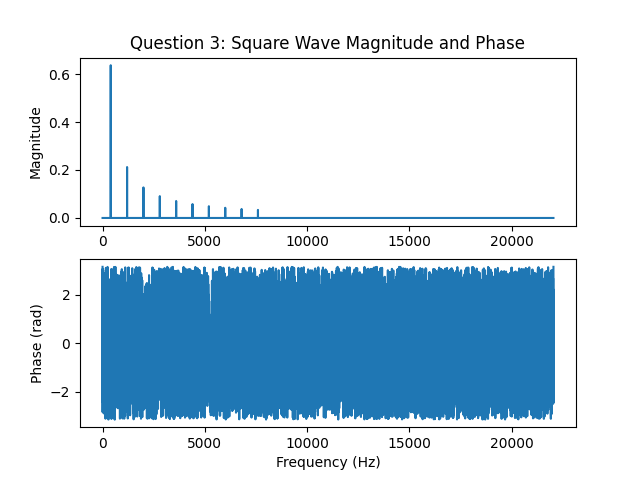 Question 3: Square Wave Magnitude and Phase
Magnitude
0.6
0.4
0.2
0.0
0 5000 10000 15000 20000
Phase (rad)
2
0
−2
0 5000 10000 15000 20000
Frequency (Hz)